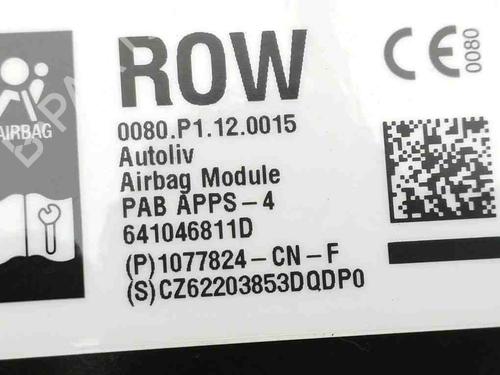 ROW
CE 0080
AIRBAG
0080.P1.12.0015
Autoliv
Airbag Module
PAB APPS-4
641046811D
(P)1077824-CN-F
(S)CZ62203853DQDP0